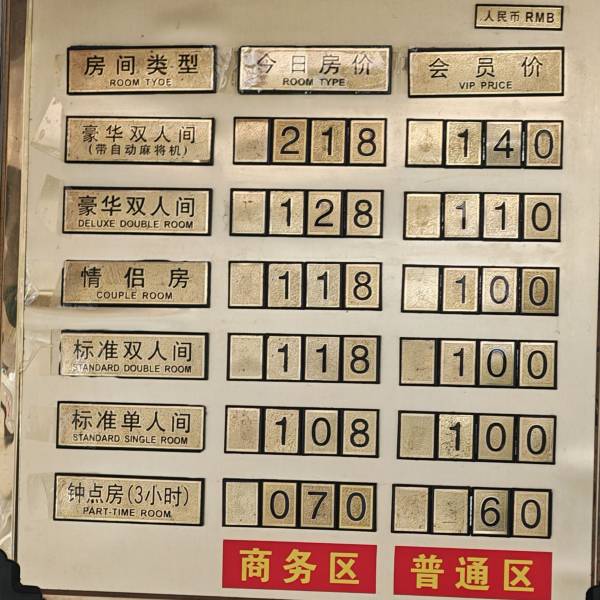 人民币 RMB
房间类型 今日房价 会员价
ROOM TYOE ROOM TYPE VIP PRICE
豪华双人间 218 140
(带自动麻将机)
豪华双人间 128 110
DELUXE DOUBLE ROOM
情侣房 118 100
COUPLE ROOM
标准双人间 118 100
STANDARD DOUBLE ROOM
标准单人间 108 100
STANDARD SINGLE ROOM
钟点房(3小时) 070 60
PART-TIME ROOM
商务区 普通区